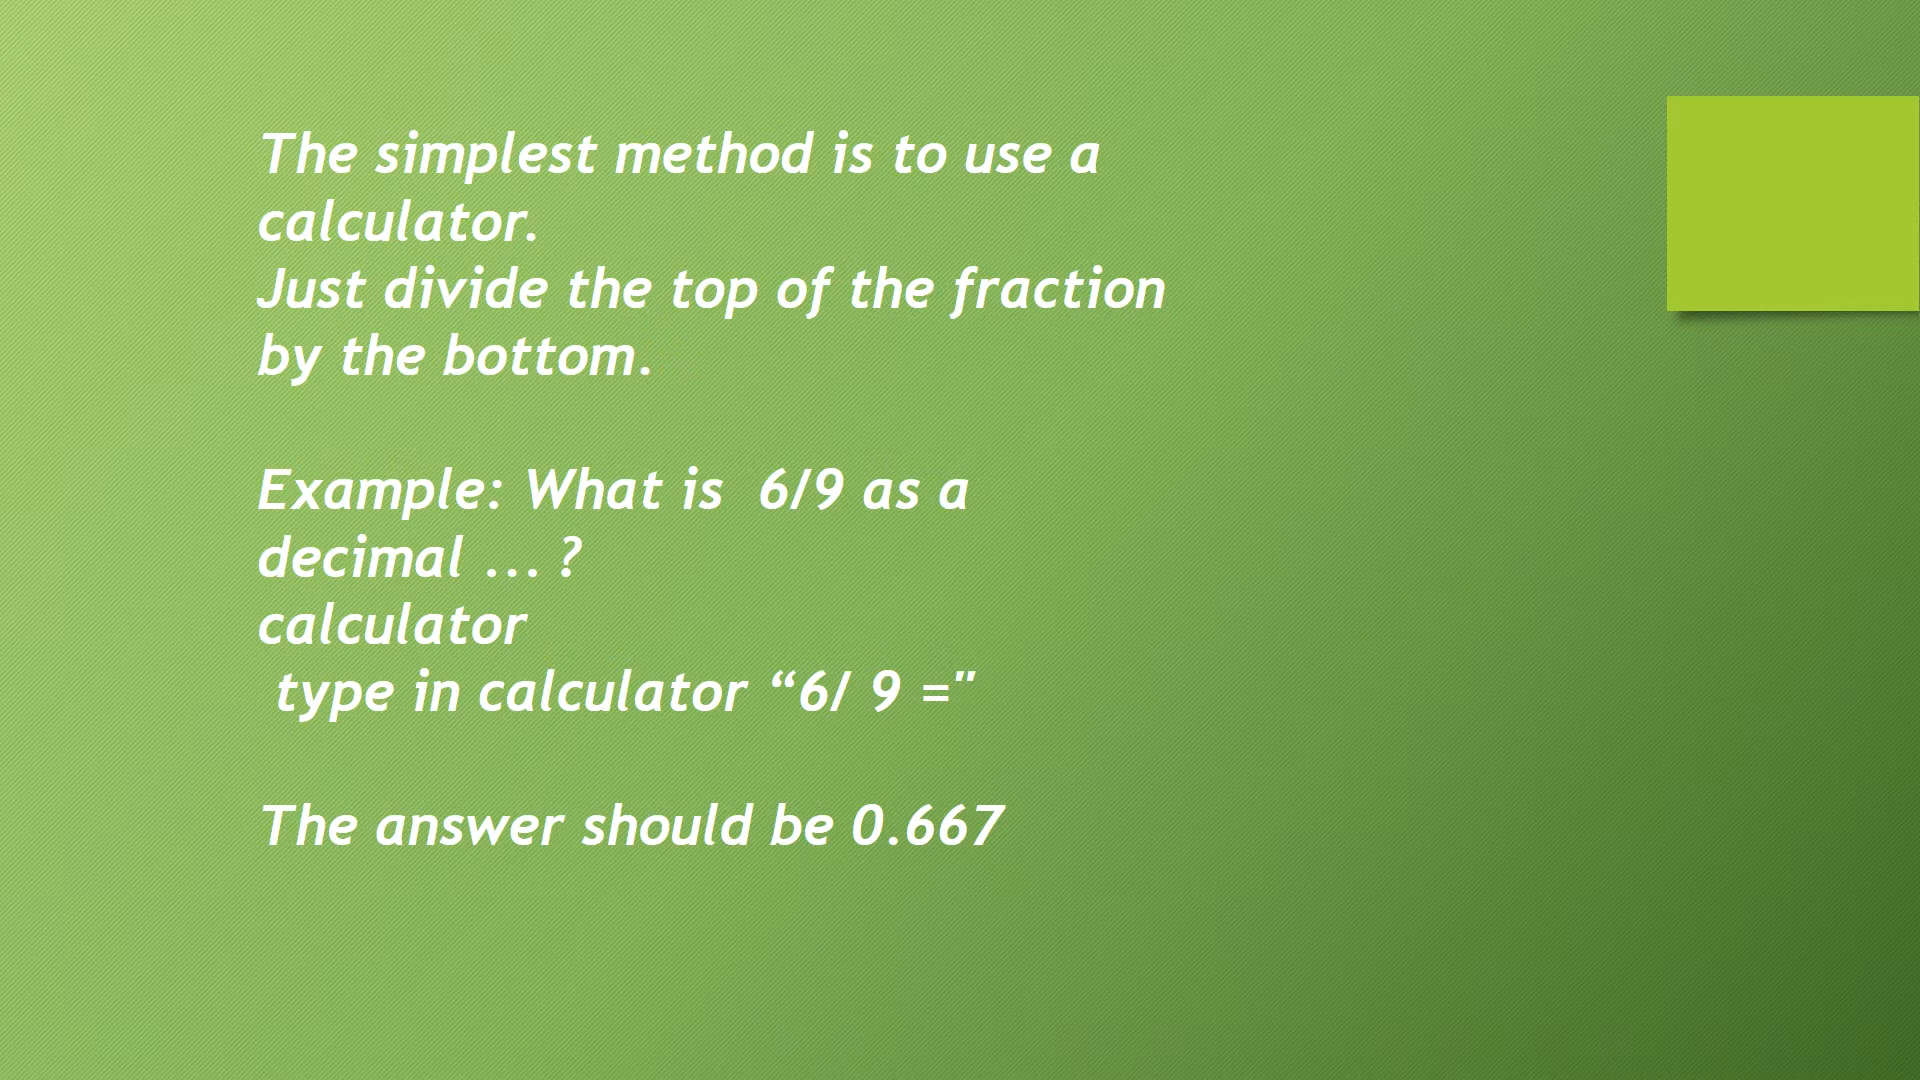 The simplest method is to use a
calculator.
Just divide the top of the fraction
by the bottom.
Example: What is  6/9 as a
decimal ... ?
calculator
type in calculator “6/ 9 ="
The answer should be 0.667